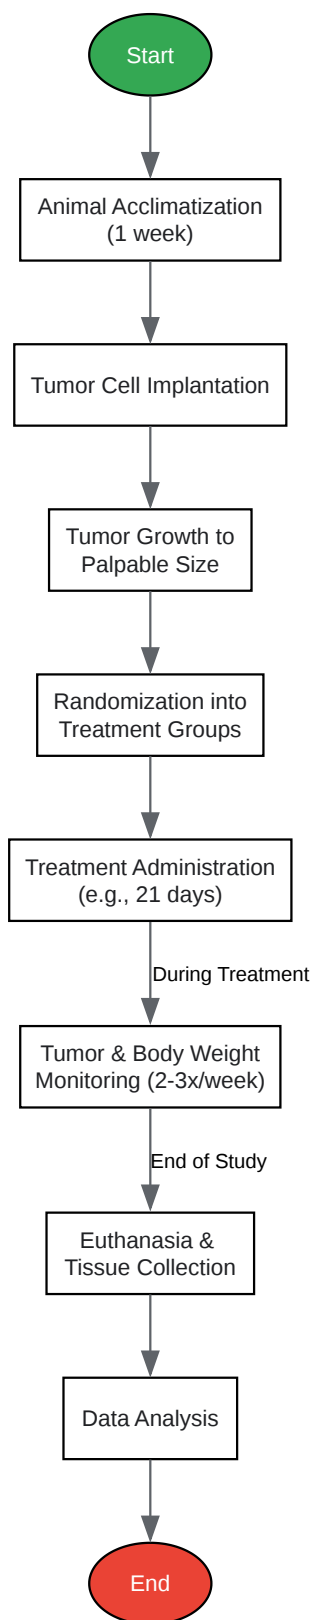 Start
Animal Acclimatization
(1 week)
Tumor Cell Implantation
Tumor Growth to
Palpable Size
Randomization into
Treatment Groups
Treatment Administration
(e.g., 21 days)
During Treatment
Tumor & Body Weight
Monitoring (2-3x/week)
End of Study
Euthanasia &
Tissue Collection
Data Analysis
End